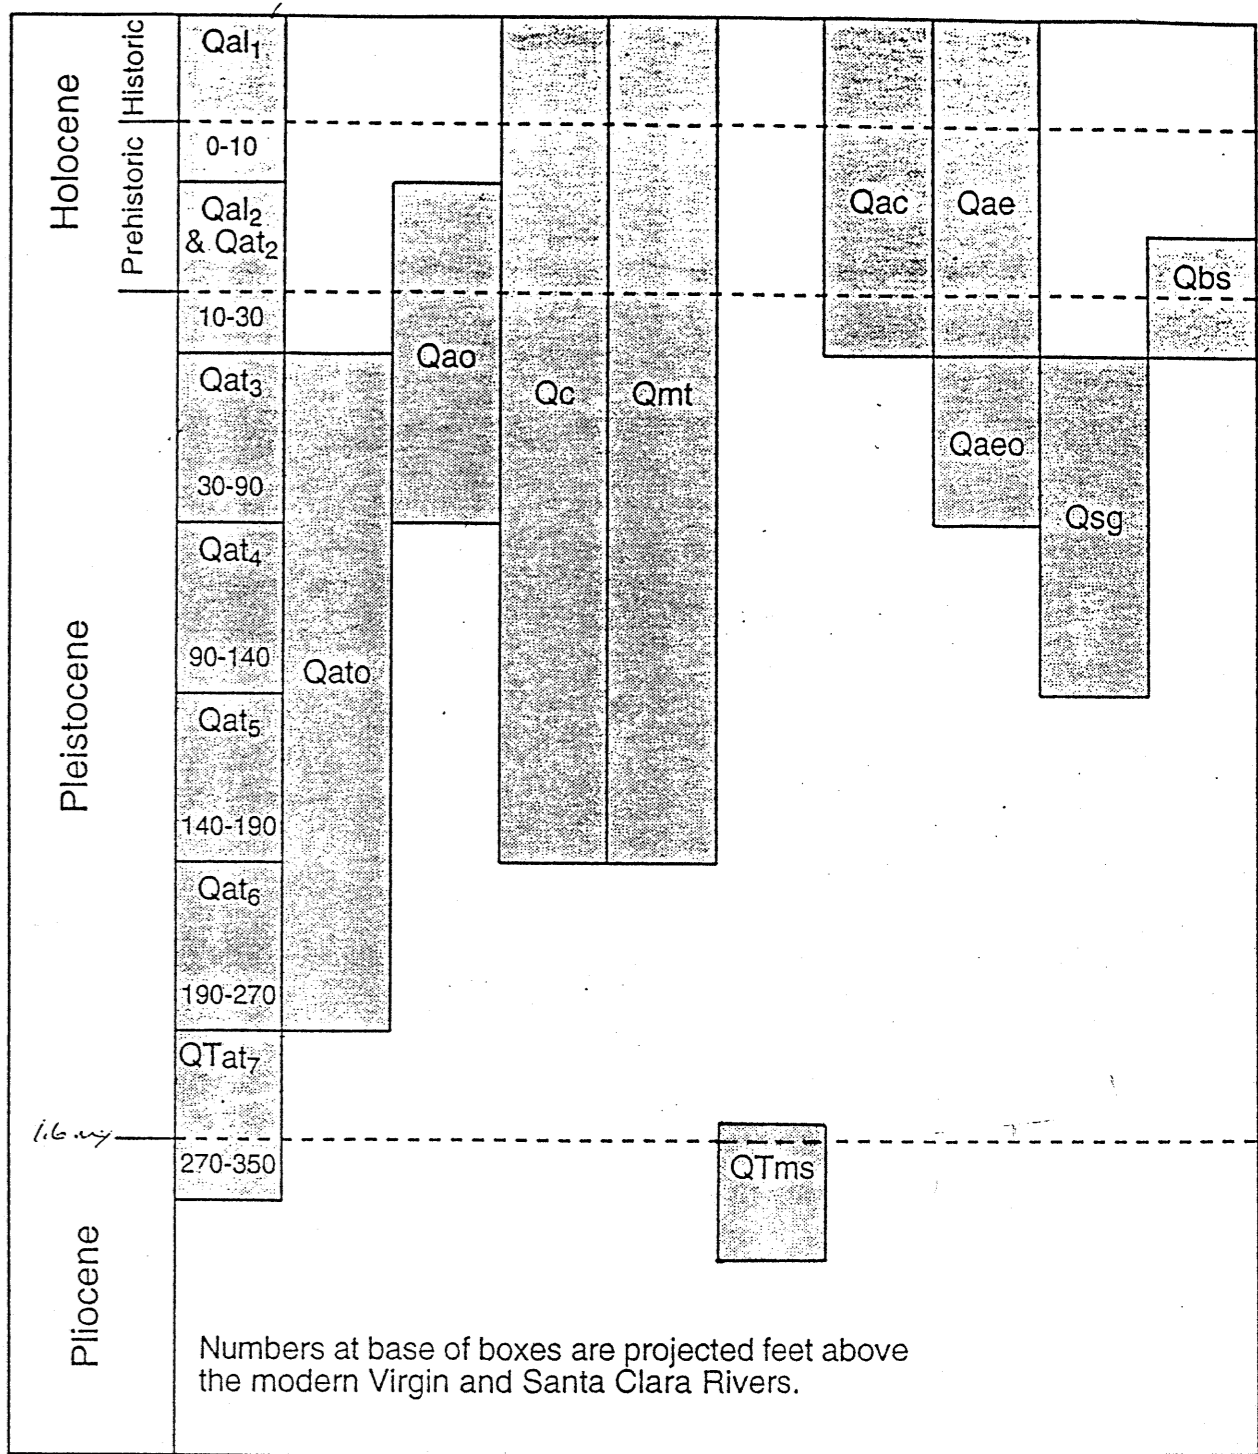 Holocene
Historic
Prehistoric
Pleistocene
Pliocene
1.6 my
Qal1
0-10
Qal2
& Qat2
10-30
Qat3
30-90
Qat4
90-140
Qat5
140-190
Qat6
190-270
QTat7
270-350
Qato
Qao
Qc
Qmt
QTms
Qac
Qae
Qaeo
Qsg
Qbs
Numbers at base of boxes are projected feet above
the modern Virgin and Santa Clara Rivers.